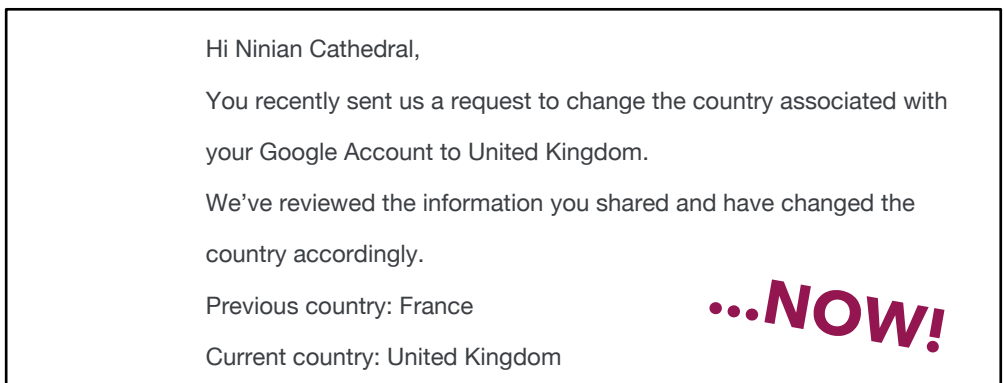 Hi Ninian Cathedral,
You recently sent us a request to change the country associated with
your Google Account to United Kingdom.
We’ve reviewed the information you shared and have changed the
country accordingly.
Previous country: France
...NOW!
Current country: United Kingdom